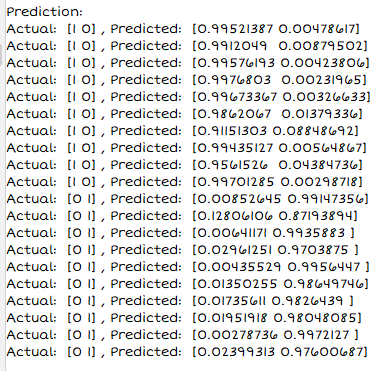 Prediction:
Actual: [1 0] , Predicted: [0.99521387 0.00478617]
Actual: [1 0] , Predicted: [0.9912049 0.00879502]
Actual: [1 0] , Predicted: [0.99576193 0.00423806]
Actual: [1 0] , Predicted: [0.9976803 0.00231965]
Actual: [1 0] , Predicted: [0.99673367 0.00326633]
Actual: [1 0] , Predicted: [0.9862067 0.01379336]
Actual: [1 0] , Predicted: [0.91151303 0.08848692]
Actual: [1 0] , Predicted: [0.99435127 0.00564867]
Actual: [1 0] , Predicted: [0.9561526 0.04384736]
Actual: [1 0] , Predicted: [0.99701285 0.00298718]
Actual: [0 1] , Predicted: [0.00852645 0.99147356]
Actual: [0 1] , Predicted: [0.12806106 0.87193894]
Actual: [0 1] , Predicted: [0.00641171 0.9935883 ]
Actual: [0 1] , Predicted: [0.02961251 0.9703875 ]
Actual: [0 1] , Predicted: [0.00435529 0.9956447 ]
Actual: [0 1] , Predicted: [0.01350255 0.98649746]
Actual: [0 1] , Predicted: [0.01735611 0.9826439 ]
Actual: [0 1] , Predicted: [0.01951918 0.98048085]
Actual: [0 1] , Predicted: [0.00278736 0.9972127 ]
Actual: [0 1] , Predicted: [0.02399313 0.97600687]